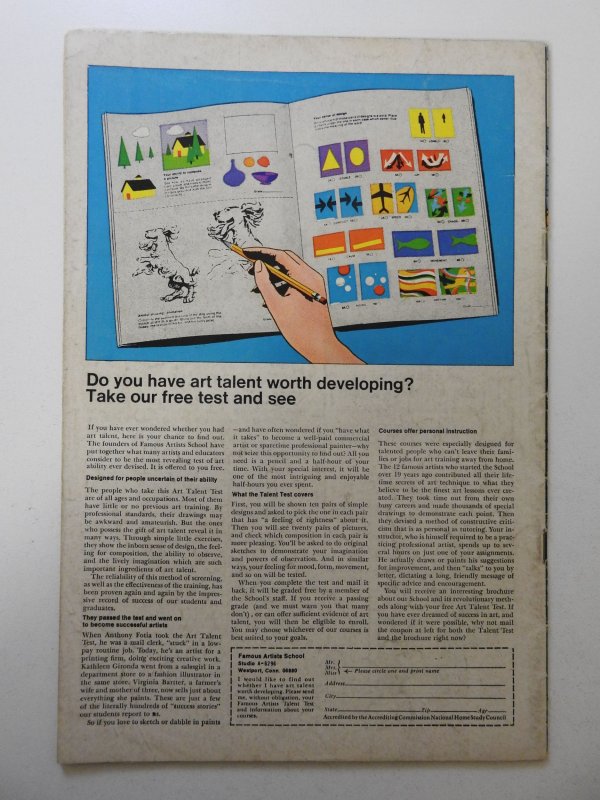 Do you have art talent worth developing?
Take our free test and see
If you have ever wondered whether you had
art talent, here is your chance to find out.
The founders of Famous Artists School have
put together what many artists and educators
consider to be the most revealing test of art
ability ever devised. It is offered to you free.
Designed for people uncertain of their ability
The people who take this Art Talent Test
are of all ages and occupations. Most of them
have little or no previous art training. By
professional standards, their drawings may
be awkward and amateurish. But the ones
who possess the gift of art talent reveal it in
many ways. Through simple little exercises,
they show the inborn sense of design, the feel-
ing for composition, the ability to observe,
and the lively imagination which are such
important ingredients of art talent.
The reliability of this method of screening,
as well as the effectiveness of the training, has
been proven again and again by the impres-
sive record of success of our students and
graduates.
They passed the test and went on
to become successful artists
When Anthony Fotia took the Art Talent
Test, he was a mail clerk, "stuck" in a low-
pay routine job. Today, he's an artist for a
printing firm, doing exciting creative work.
Kathleen Gironda went from a salesgirl in a
department store to a fashion illustrator in
the same store. Virginia Bartter, a farmer's
wife and mother of three, now sells just about
everything she paints. These are just a few
of the literally hundreds of "success stories"
our students report to us.
So if you love to sketch or dabble in paints
—and have often wondered if you "have what
it takes" to become a well-paid commercial
artist or sparetime professional painter—why
not seize this opportunity to find out? All you
need is a pencil and a half-hour of your
time. With your special interest, it will be
one of the most intriguing and enjoyable
half-hours you ever spent.
What the Talent Test covers
First, you will be shown ten pairs of simple
designs and asked to pick the one in each pair
that has "a feeling of rightness" about it.
Then you will see twenty pairs of pictures,
and check which composition in each pair is
more pleasing. You'll be asked to do original
sketches to demonstrate your imagination
and powers of observation. And in similar
ways, your feeling for mood, form, movement,
and so on will be tested.
When you complete the test and mail it
back, it will be graded free by a member of
the School's staff. If you receive a passing
grade (and we must warn you that many
don't), or can offer sufficient evidence of art
talent, you will then be eligible to enroll.
You may choose whichever of our courses is
best suited to your goals.
Courses offer personal instruction
These courses were especially designed for
talented people who can't leave their fami-
lies or jobs for art training away from home.
The 12 famous artists who started the School
over 19 years ago contributed all their life-
time secrets of art technique to what they
believe to be the finest art lessons ever cre-
ated. They took time out from their own
busy careers and made thousands of special
drawings to demonstrate each point. Then
they devised a method of constructive criti-
cism that is as personal as tutoring. Your in-
structor, who is himself required to be a prac-
ticing professional artist, spends up to sev-
eral hours on just one of your assignments.
He actually draws or paints his suggestions
for improvement, and then "talks" to you by
letter, dictating a long, friendly message of
specific advice and encouragement.
You will receive an interesting brochure
about our School and its revolutionary meth-
ods along with your free Art Talent Test. If
you have ever dreamed of success in art, and
wondered if it were possible, why not mail
the coupon at left for both the Talent Test
and the brochure right now?
Famous Artists School
Westport, Conn. 06880
I would like to find out
whether I have art talent
worth developing. Please send
me, without obligation, your
Famous Artists Talent Test
and information about your
courses.
Mr.
Mrs.
Miss
Please circle one and print name
Address
City
State Zip Age
Accredited by the Accrediting Commission National Home Study Council